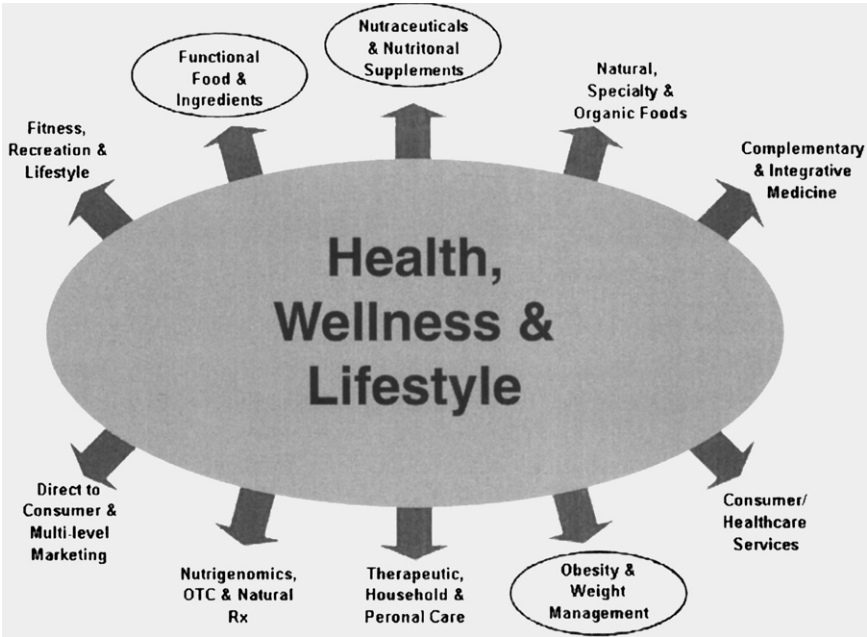 Nutraceuticals
& Nutritonal
Supplements
Functional
Food &
Ingredients
Natural,
Specialty &
Organic Foods
Fitness,
Recreation &
Lifestyle
Complementary
& Integrative
Medicine
Health,
Wellness &
Lifestyle
Direct to
Consumer &
Multi-level
Marketing
Consumer/
Healthcare
Services
Nutrigenomics,
OTC & Natural
Rx
Therapeutic,
Household &
Peronal Care
Obesity &
Weight
Management